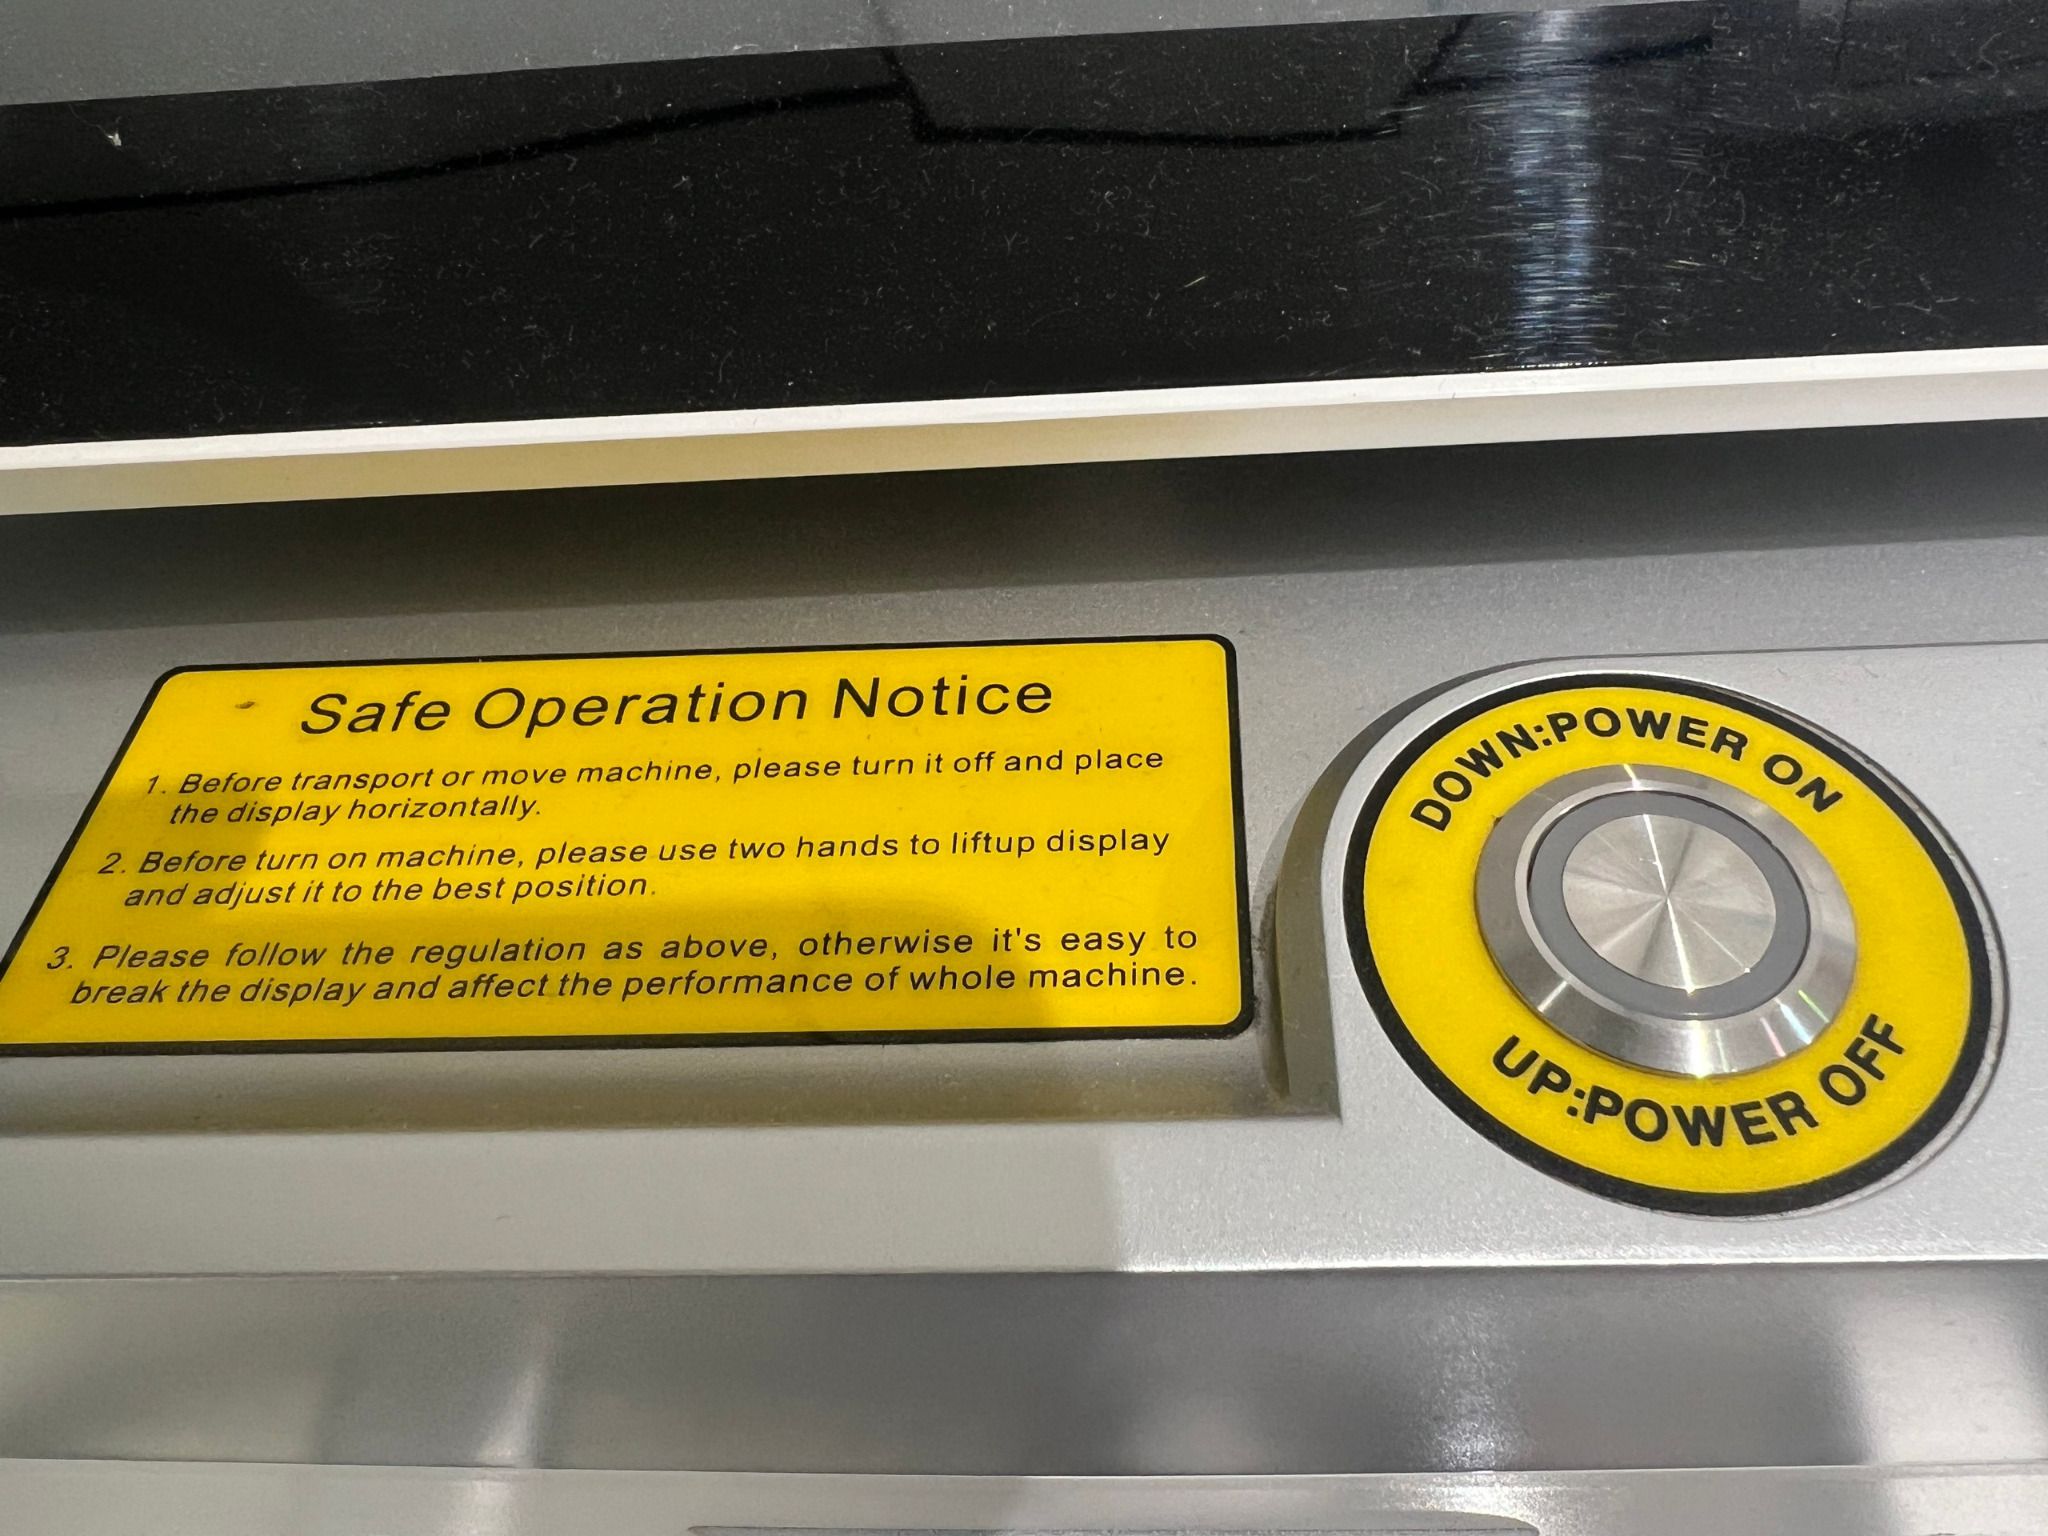 Safe Operation Notice
1. Before transport or move machine, please turn it off and place
the display horizontally.
2. Before turn on machine, please use two hands to liftup display
and adjust it to the best position.
3. Please follow the regulation as above, otherwise it's easy to
break the display and affect the performance of whole machine.
DOWN:POWER ON
UP:POWER OFF